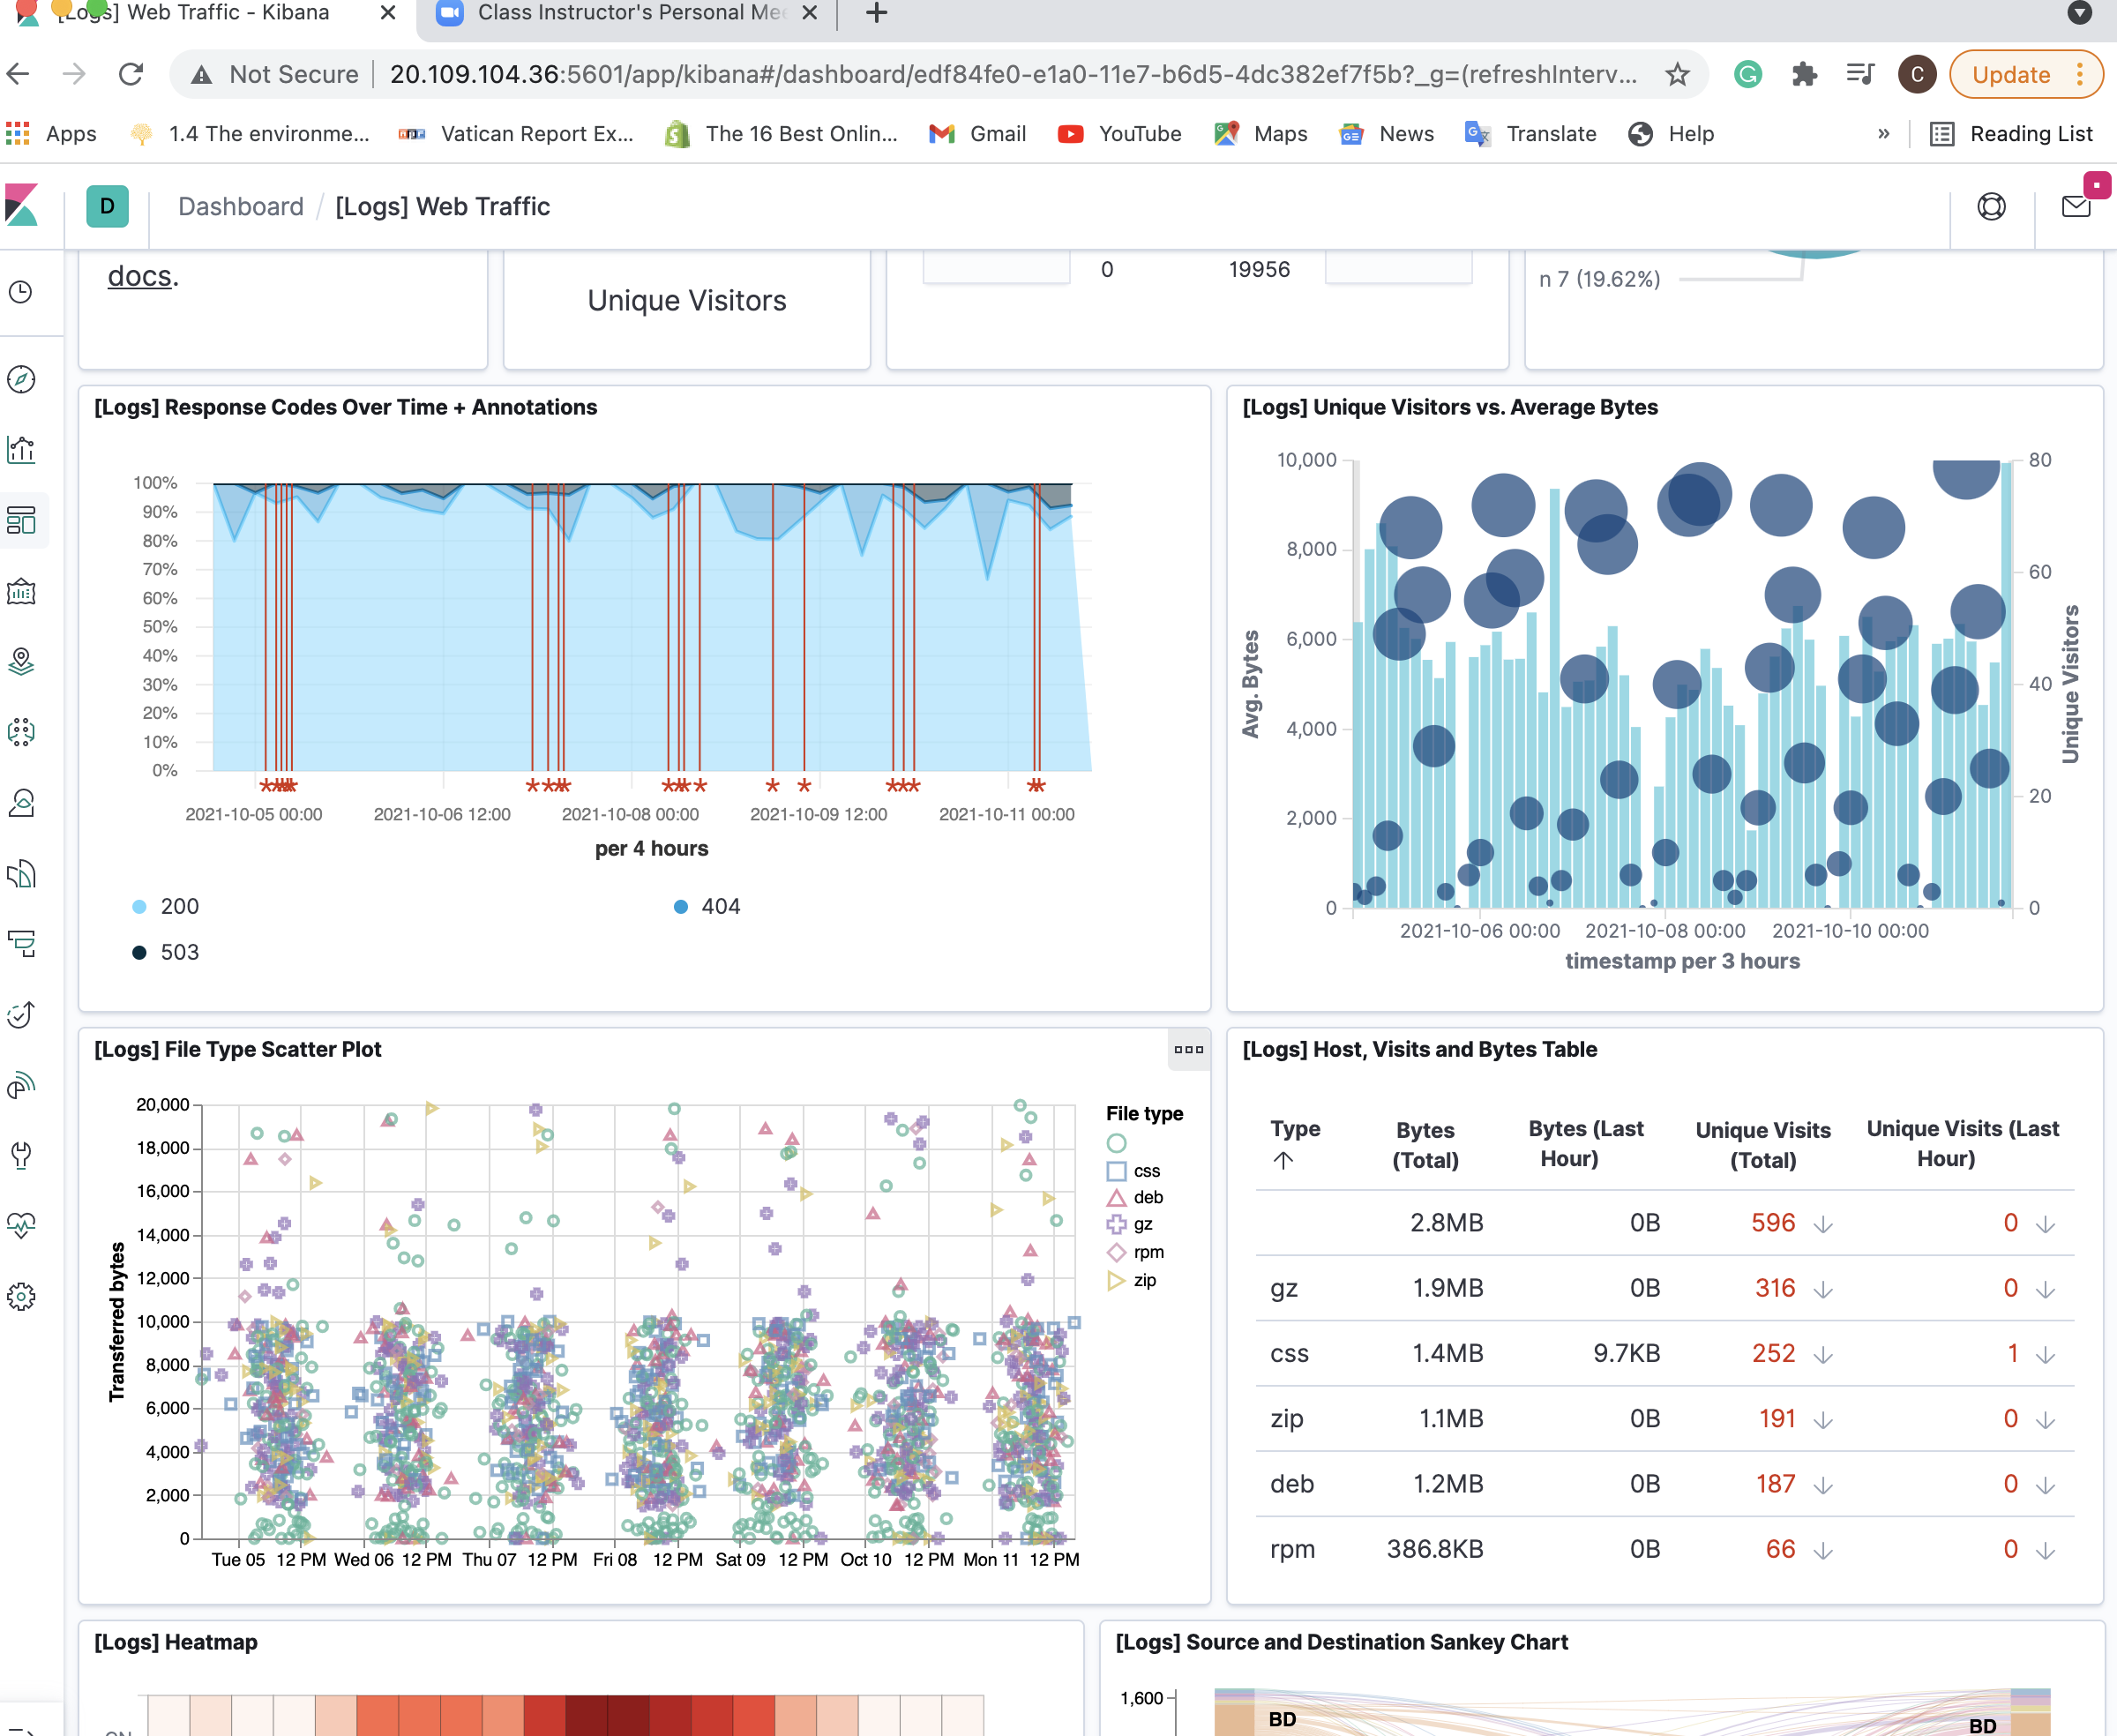 [Logs] Web Traffic - Kibana
Class Instructor's Personal Mee
Not Secure
20.109.104.36:5601/app/kibana#/dashboard/edf84fe0-e1a0-11e7-b6d5-4dc382ef7f5b?_g=(refreshInterv...
C
Update
Apps
1.4 The environme...
Vatican Report Ex...
The 16 Best Onlin...
Gmail
YouTube
Maps
News
Translate
Help
»
Reading List
D
Dashboard / [Logs] Web Traffic
docs.
Unique Visitors
0
19956
n 7 (19.62%)
[Logs] Response Codes Over Time + Annotations
100%
90%
80%
70%
60%
50%
40%
30%
20%
10%
0%
2021-10-05 00:00
2021-10-06 12:00
2021-10-08 00:00
2021-10-09 12:00
2021-10-11 00:00
per 4 hours
200
404
503
[Logs] Unique Visitors vs. Average Bytes
10,000
8,000
6,000
4,000
2,000
0
Avg. Bytes
80
60
40
20
0
Unique Visitors
2021-10-06 00:00
2021-10-08 00:00
2021-10-10 00:00
timestamp per 3 hours
[Logs] File Type Scatter Plot
20,000
18,000
16,000
14,000
12,000
10,000
8,000
6,000
4,000
2,000
0
Transferred bytes
Tue 05
12 PM
Wed 06
12 PM
Thu 07
12 PM
Fri 08
12 PM
Sat 09
12 PM
Oct 10
12 PM
Mon 11
12 PM
File type
css
deb
gz
rpm
zip
[Logs] Host, Visits and Bytes Table
Type
Bytes (Total)
Bytes (Last Hour)
Unique Visits (Total)
Unique Visits (Last Hour)
2.8MB 0B 596 0
gz 1.9MB 0B 316 0
css 1.4MB 9.7KB 252 1
zip 1.1MB 0B 191 0
deb 1.2MB 0B 187 0
rpm 386.8KB 0B 66 0
[Logs] Heatmap
CN
[Logs] Source and Destination Sankey Chart
1,600
BD
BD